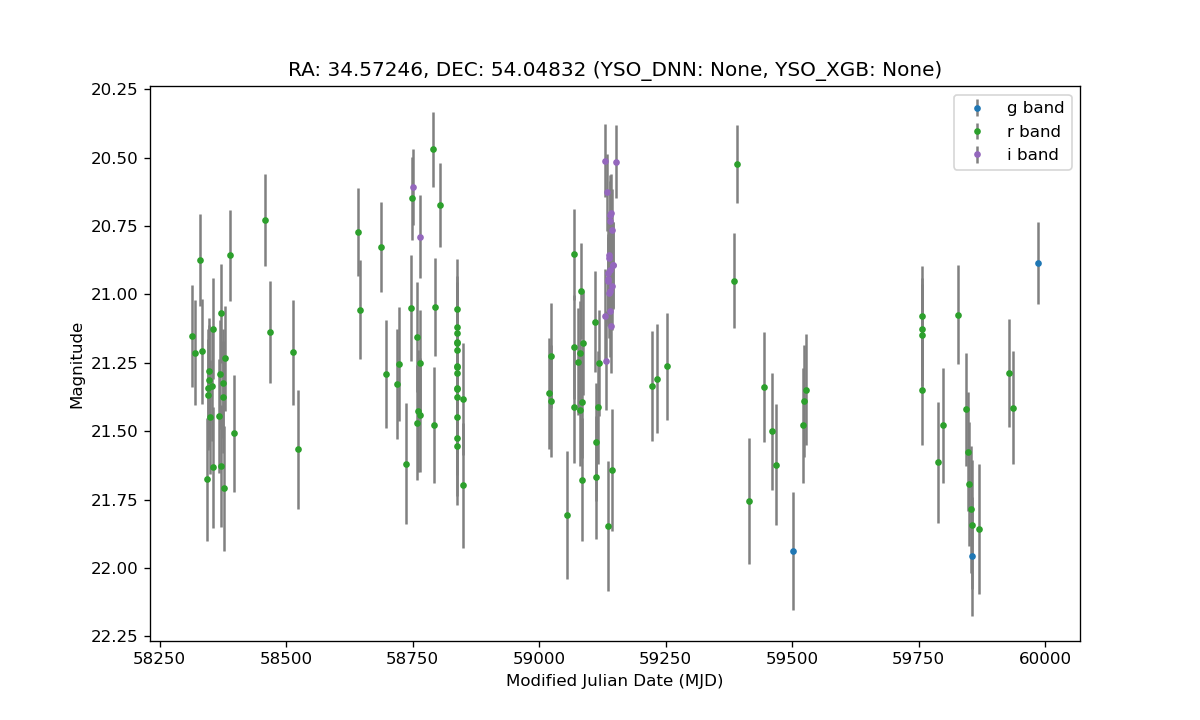 RA: 34.57246, DEC: 54.04832 (YSO_DNN: None, YSO_XGB: None)
g band
r band
i band
20.25
20.50
20.75
21.00
21.25
21.50
21.75
22.00
22.25
Magnitude
58250 58500 58750 59000 59250 59500 59750 60000
Modified Julian Date (MJD)